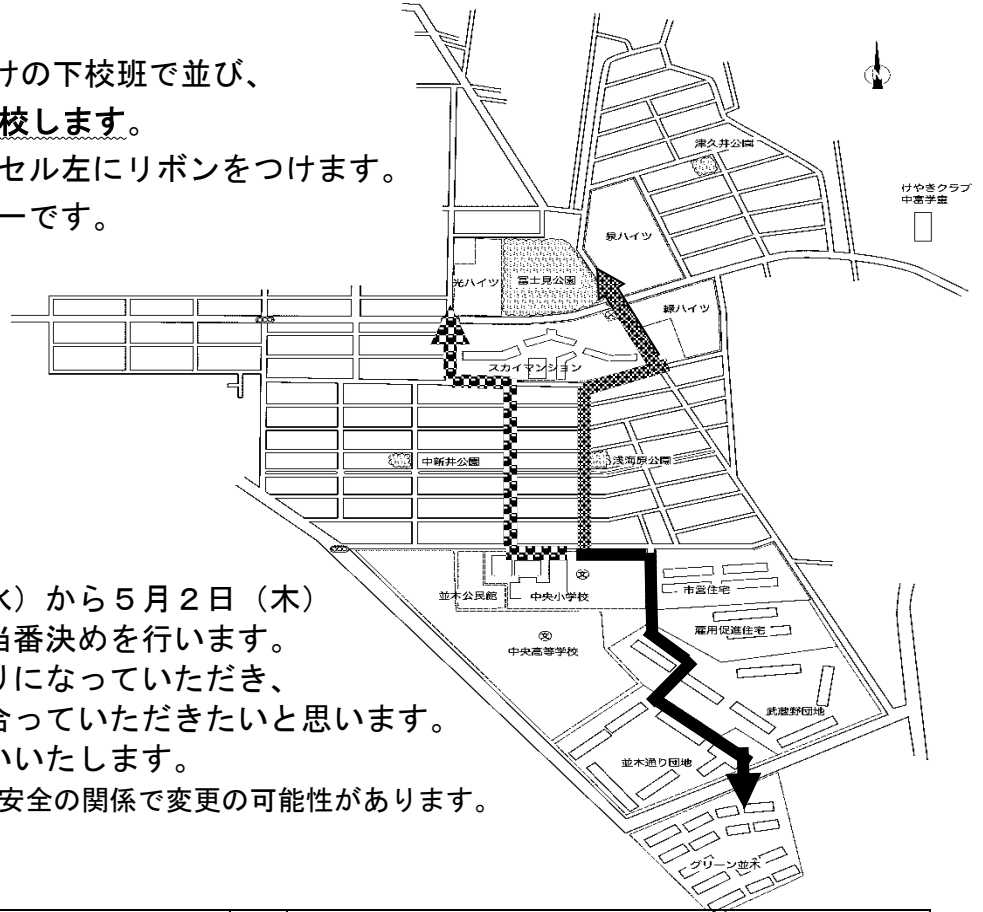 けの下校班で並び、
校します。
セル左にリボンをつけます。
ーです。
津久井公園
けやきクラブ
中富学童
泉ハイツ
光ハイツ
富士見公園
緑ハイツ
スカイマンション
中新井公園
浅海原公園
並木公民館
中央小学校
文
市営住宅
雇用促進住宅
文
中央高等学校
武蔵野団地
並木通り団地
グリーン並木
水）から５月２日（木）
当番決めを行います。
りになっていただき、
合っていただきたいと思います。
いいたします。
安全の関係で変更の可能性があります。